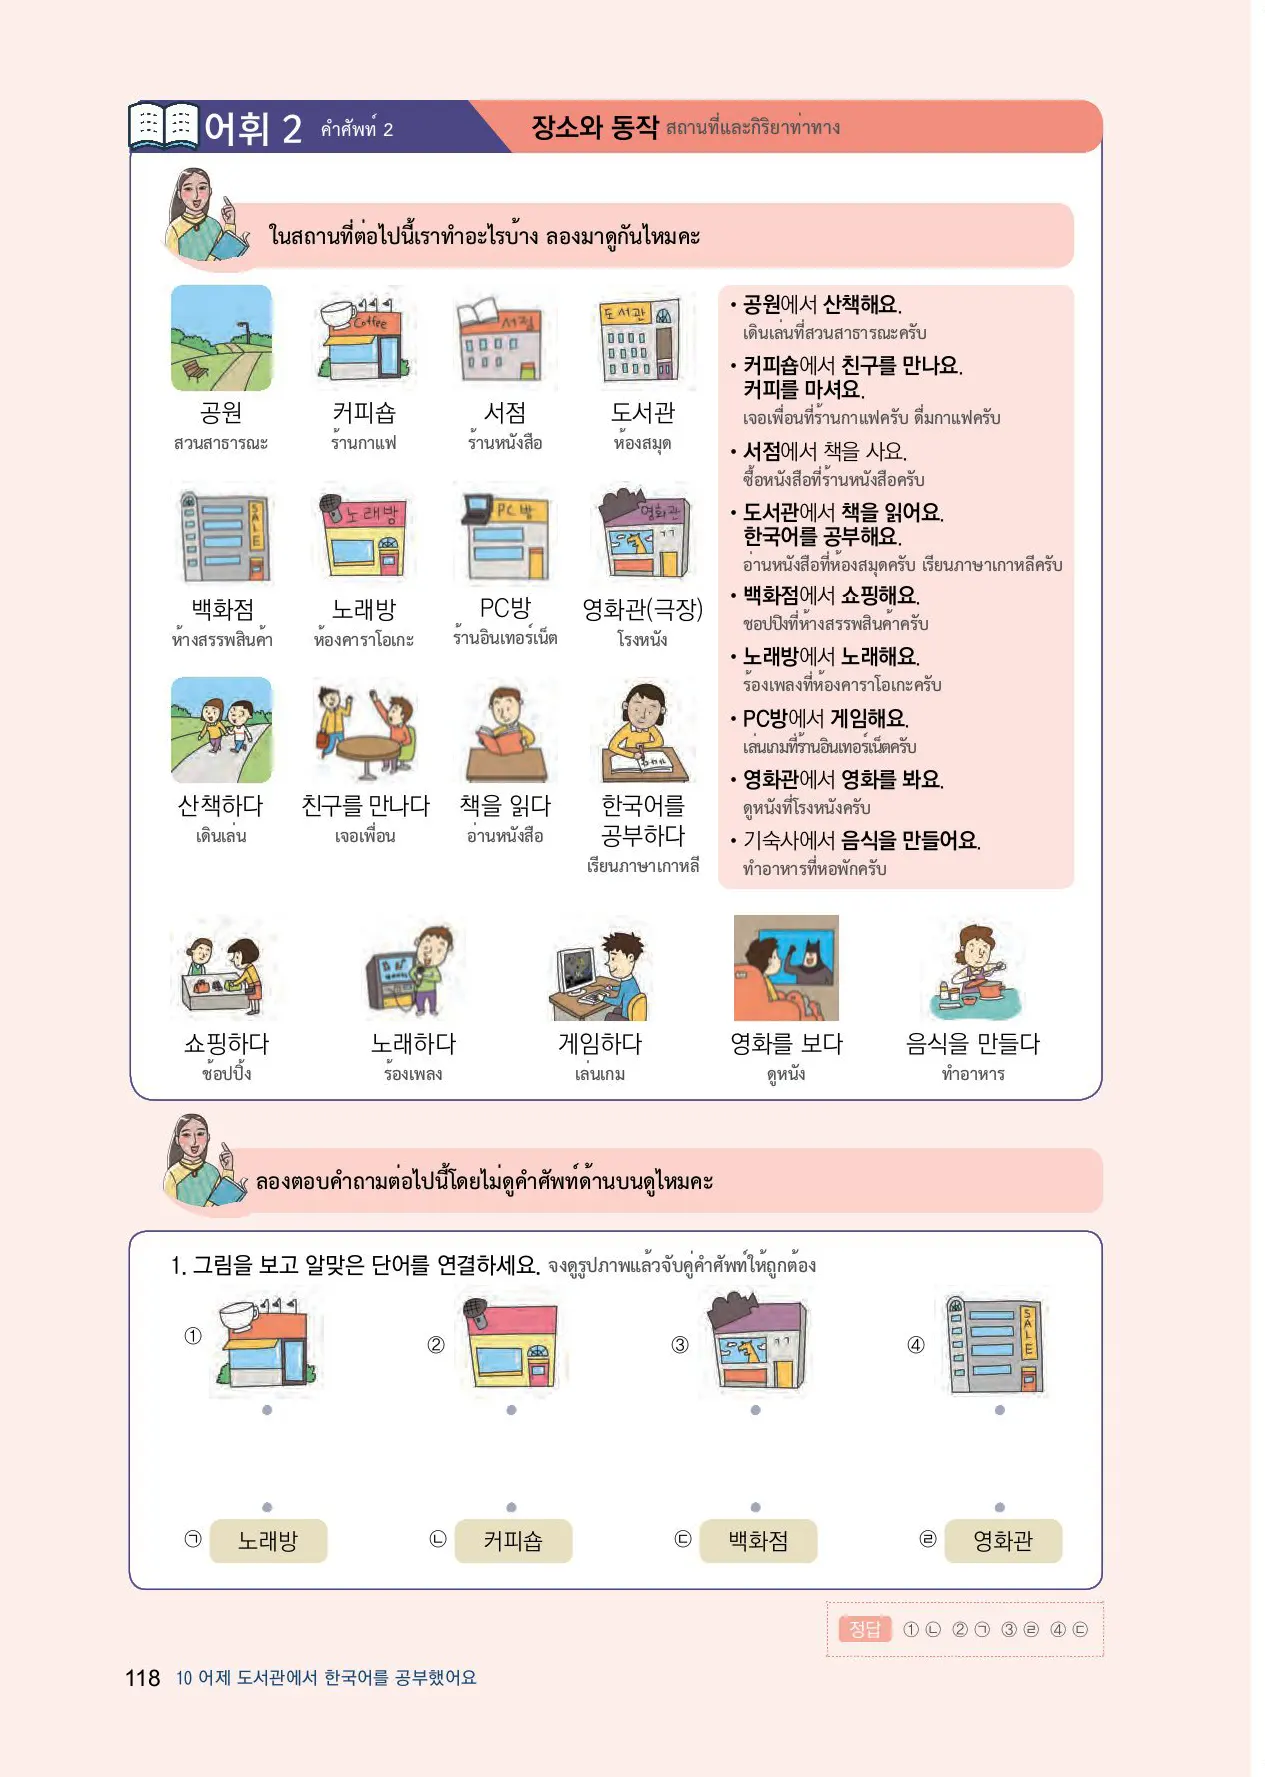 어휘 2 คำศัพท์ 2
장소와 동작 สถานที่และกิริยาท่าทาง
ในสถานที่ต่อไปนี้เราทำอะไรบ้าง ลองมาดูกันไหมคะ
Coffee
서점
도서관
공원
커피숍
서점
도서관
สวนสาธารณะ
ร้านกาแฟ
ร้านหนังสือ
ห้องสมุด
SALE
노래방
PC방
영화관
백화점
노래방
PC방
영화관(극장)
ห้างสรรพสินค้า
ห้องคาราโอเกะ
ร้านอินเทอร์เน็ต
โรงหนัง
산책하다
친구를 만나다
책을 읽다
한국어를
공부하다
เดินเล่น
เจอเพื่อน
อ่านหนังสือ
เรียนภาษาเกาหลี
• 공원에서 산책해요.
เดินเล่นที่สวนสาธารณะครับ
• 커피숍에서 친구를 만나요.
커피를 마셔요.
เจอเพื่อนที่ร้านกาแฟครับ ดื่มกาแฟครับ
• 서점에서 책을 사요.
ซื้อหนังสือที่ร้านหนังสือครับ
• 도서관에서 책을 읽어요.
한국어를 공부해요.
อ่านหนังสือที่ห้องสมุดครับ เรียนภาษาเกาหลีครับ
• 백화점에서 쇼핑해요.
ชอปปิงที่ห้างสรรพสินค้าครับ
• 노래방에서 노래해요.
ร้องเพลงที่ห้องคาราโอเกะครับ
• PC방에서 게임해요.
เล่นเกมที่ร้านอินเทอร์เน็ตครับ
• 영화관에서 영화를 봐요.
ดูหนังที่โรงหนังครับ
• 기숙사에서 음식을 만들어요.
ทำอาหารที่หอพักครับ
쇼핑하다
노래하다
게임하다
영화를 보다
음식을 만들다
ช้อปปิ้ง
ร้องเพลง
เล่นเกม
ดูหนัง
ทำอาหาร
ลองตอบคำถามต่อไปนี้โดยไม่ดูคำศัพท์ด้านบนดูไหมคะ
1. 그림을 보고 알맞은 단어를 연결하세요. จงดูรูปภาพแล้วจับคู่คำศัพท์ให้ถูกต้อง
①
②
③
④
SALE
㉠ 노래방
㉡ 커피숍
㉢ 백화점
㉣ 영화관
정답 ① ㉡ ② ㉠ ③ ㉣ ④ ㉢
118 10 어제 도서관에서 한국어를 공부했어요